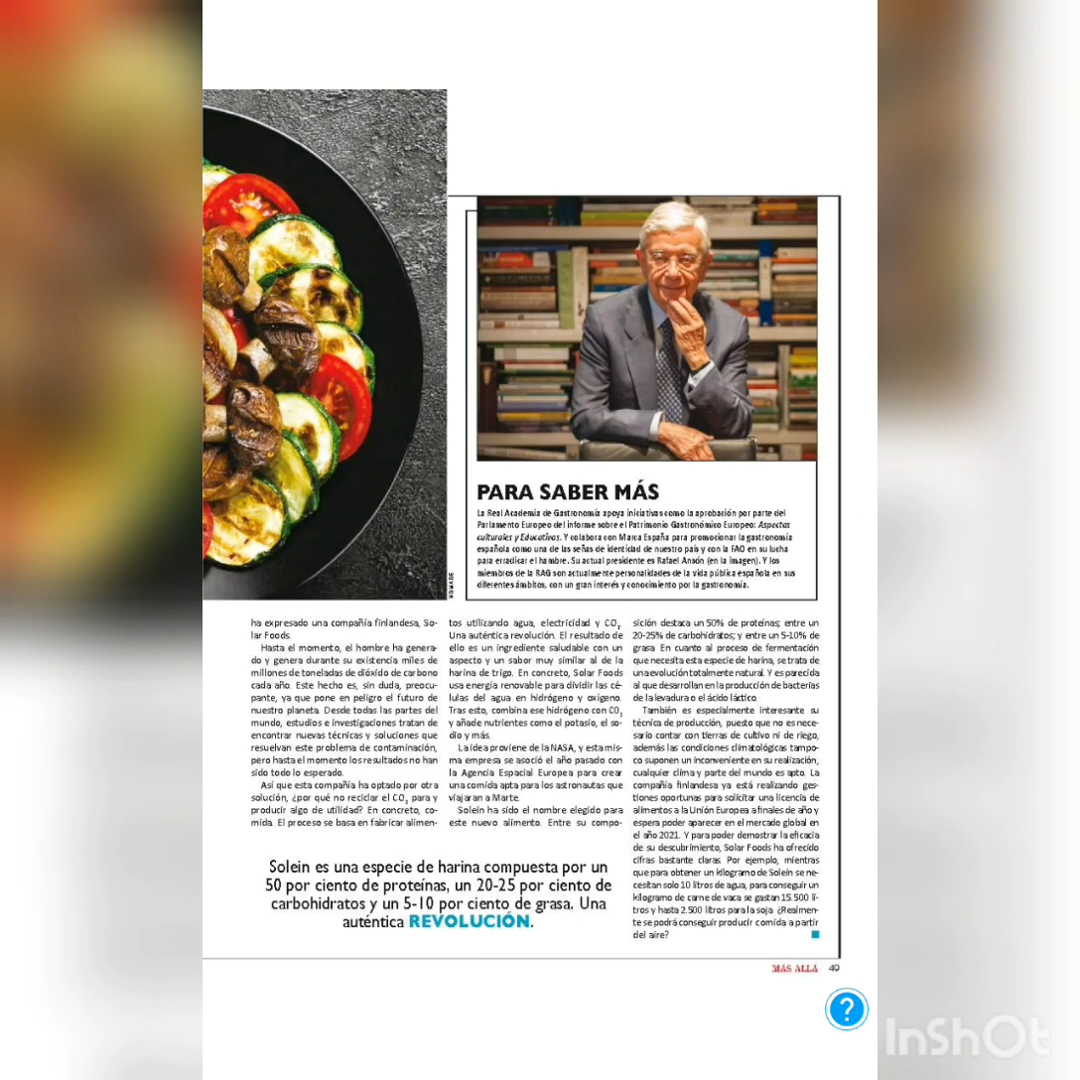 PARA SABER MÁS
La Real Academia de Gastronomía apoya iniciativas como la aprobación por parte del
Parlamento Europeo del informe sobre el Patrimonio Gastronómico Europeo: Aspectos
culturales y Educativos. Y colabora con Marca España para promocionar la gastronomía
española como una de las señas de identidad de nuestro país y con la FAO en su lucha
para erradicar el hambre. Su actual presidente es Rafael Ansón (en la imagen). Y los
miembros de la RAG son actualmente personalidades de la vida pública española en sus
diferentes ámbitos, con un gran interés y conocimiento por la gastronomía.
ha expresado una compañía finlandesa, So-
lar Foods.
Hasta el momento, el hombre ha genera-
do y genera durante su existencia miles de
millones de toneladas de dióxido de carbono
cada año. Este hecho es, sin duda, preocu-
pante, ya que pone en peligro el futuro de
nuestro planeta. Desde todas las partes del
mundo, estudios e investigaciones tratan de
encontrar nuevas técnicas y soluciones que
resuelvan este problema de contaminación,
pero hasta el momento los resultados no han
sido todo lo esperado.
Así que esta compañía ha optado por otra
solución, ¿por qué no reciclar el CO2 para y
producir algo de utilidad? En concreto, co-
mida. El proceso se basa en fabricar alimen-
tos utilizando agua, electricidad y CO2.
Una auténtica revolución. El resultado de
ello es un ingrediente saludable con un
aspecto y un sabor muy similar al de la
harina de trigo. En concreto, Solar Foods
usa energía renovable para dividir las cé-
lulas del agua en hidrógeno y oxígeno.
Tras esto, combina ese hidrógeno con CO2
y añade nutrientes como el potasio, el so-
dio y más.
La idea proviene de la NASA, y esta mis-
ma empresa se asoció el año pasado con
la Agencia Espacial Europea para crear
una comida apta para los astronautas que
viajaran a Marte.
Solein ha sido el nombre elegido para
este nuevo alimento. Entre su compo-
sición destaca un 50% de proteínas; entre un
20-25% de carbohidratos; y entre un 5-10% de
grasa. En cuanto al proceso de fermentación
que necesita esta especie de harina, se trata de
una evolución totalmente natural. Y es parecida
al que desarrollan en la producción de bacterias
de la levadura o el ácido láctico.
También es especialmente interesante su
técnica de producción, puesto que no es nece-
sario contar con tierras de cultivo ni de riego,
además las condiciones climatológicas tampo-
co suponen un inconveniente en su realización,
cualquier clima y parte del mundo es apto. La
compañía finlandesa ya está realizando ges-
tiones oportunas para solicitar una licencia de
alimentos a la Unión Europea a finales de año y
espera poder aparecer en el mercado global en
el año 2021. Y para poder demostrar la eficacia
de su descubrimiento, Solar Foods ha ofrecido
cifras bastante claras. Por ejemplo, mientras
que para obtener un kilogramo de Solein se ne-
cesitan solo 10 litros de agua, para conseguir un
kilogramo de carne de vaca se gastan 15.500 li-
tros y hasta 2.500 litros para la soja. ¿Realmen-
te se podrá conseguir producir comida a partir
del aire?
Solein es una especie de harina compuesta por un
50 por ciento de proteínas, un 20-25 por ciento de
carbohidratos y un 5-10 por ciento de grasa. Una
auténtica REVOLUCIÓN.
MÁS ALLÁ 49
?
InShOt